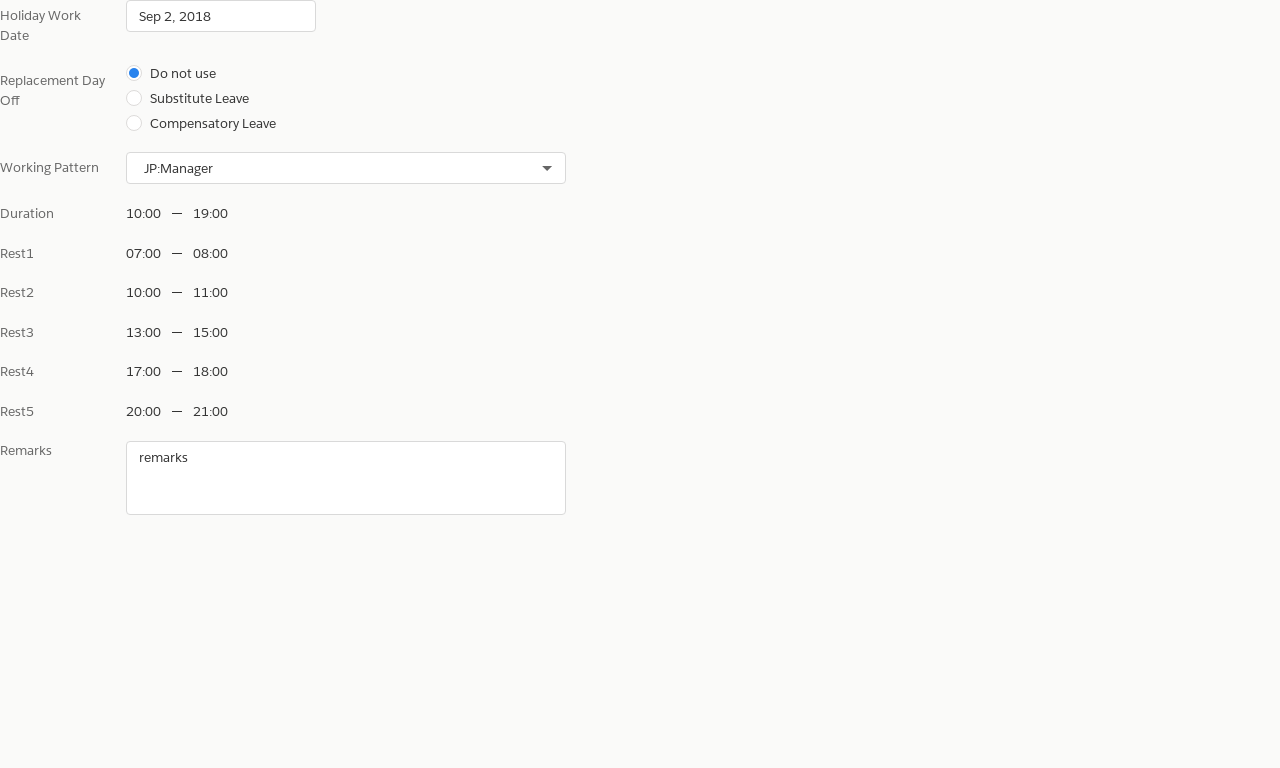 Holiday Work
Date
Sep 2, 2018
Replacement Day
Off
Do not use
Substitute Leave
Compensatory Leave
Working Pattern
JP:Manager
Duration
10:00 — 19:00
Rest1
07:00 — 08:00
Rest2
10:00 — 11:00
Rest3
13:00 — 15:00
Rest4
17:00 — 18:00
Rest5
20:00 — 21:00
Remarks
remarks